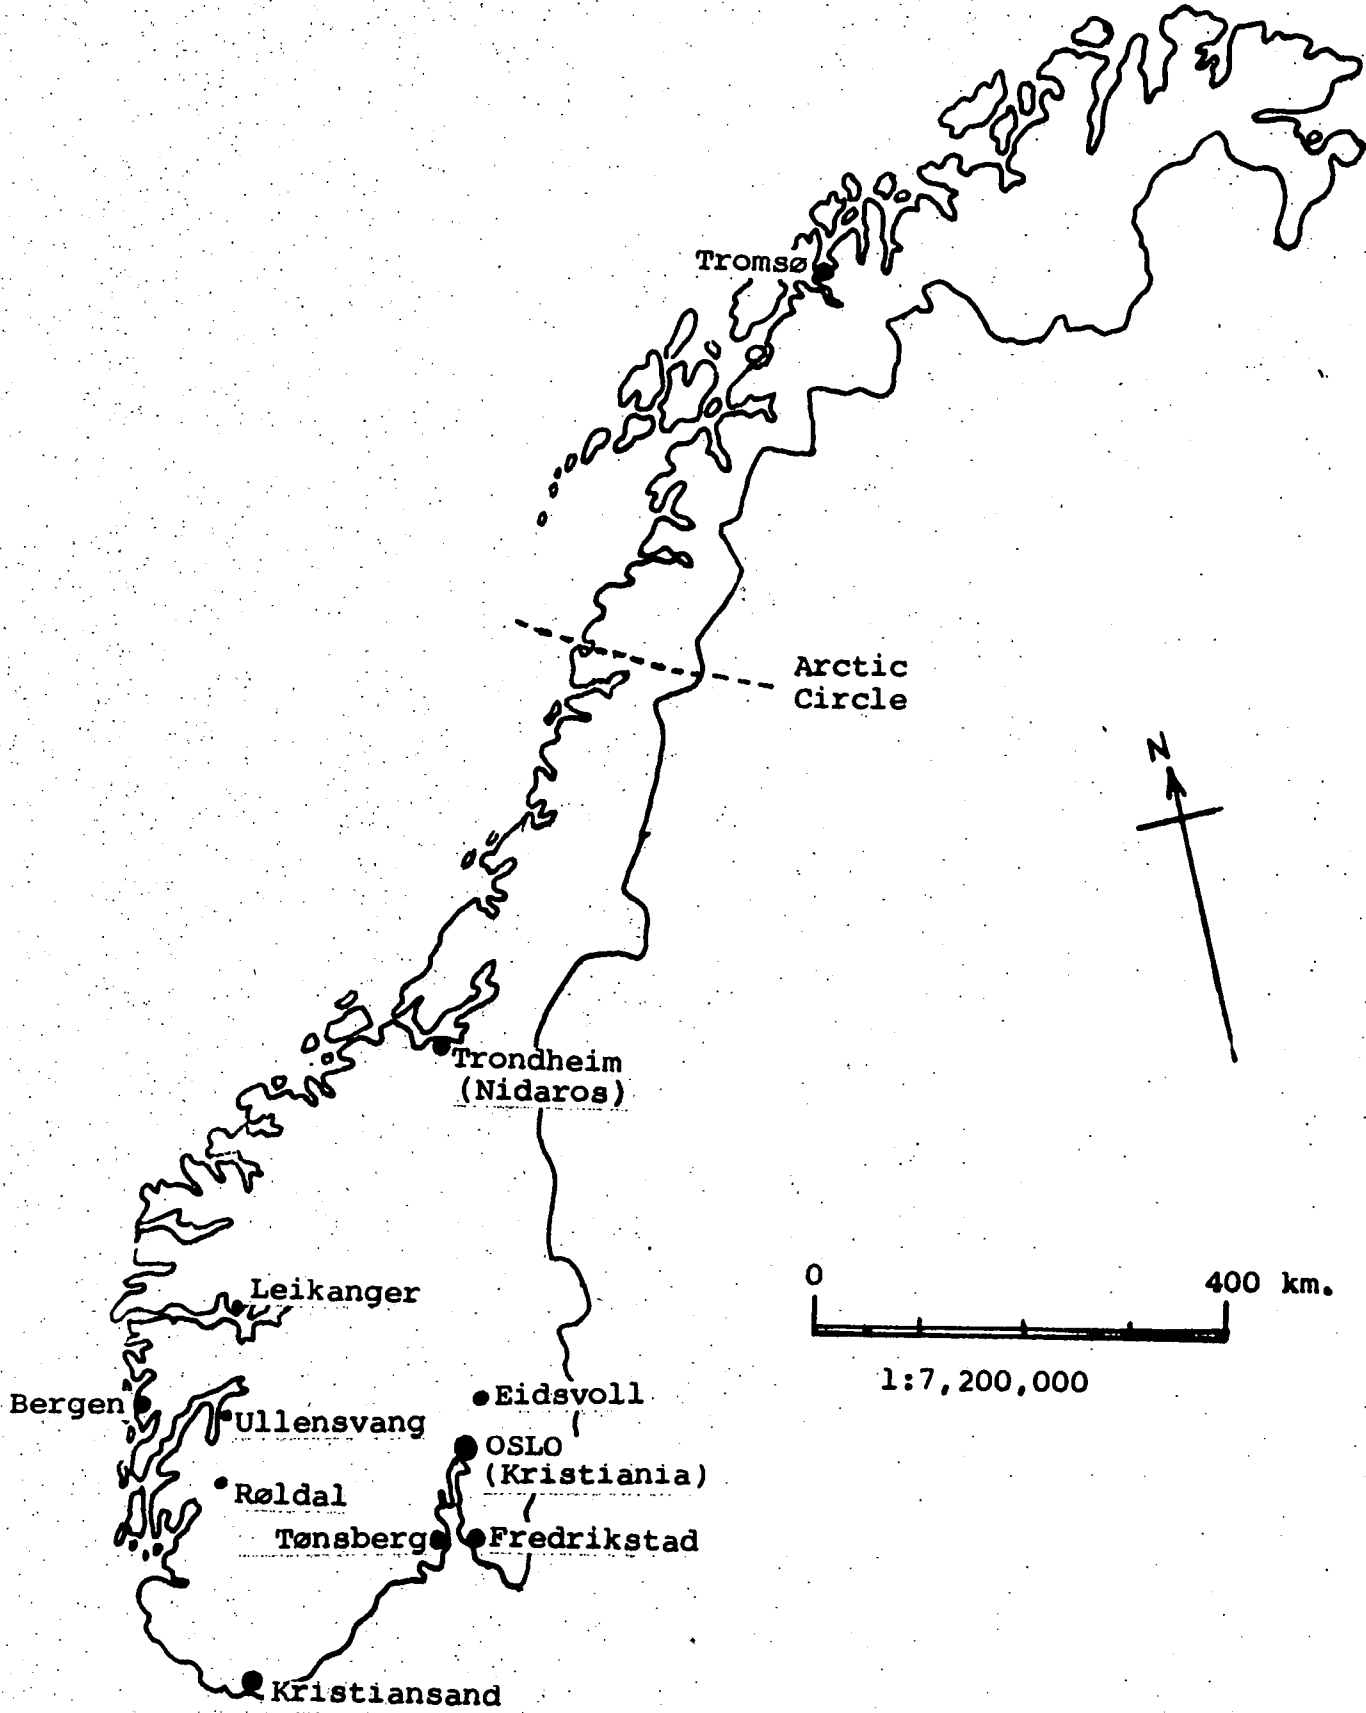 Tromsø
Arctic
Circle
N
Trondheim
(Nidaros)
0
400 km.
1:7,200,000
Leikanger
Bergen
Eidsvoll
Ullensvang
OSLO
(Kristiania)
Røldal
Tønsberg
Fredrikstad
Kristiansand